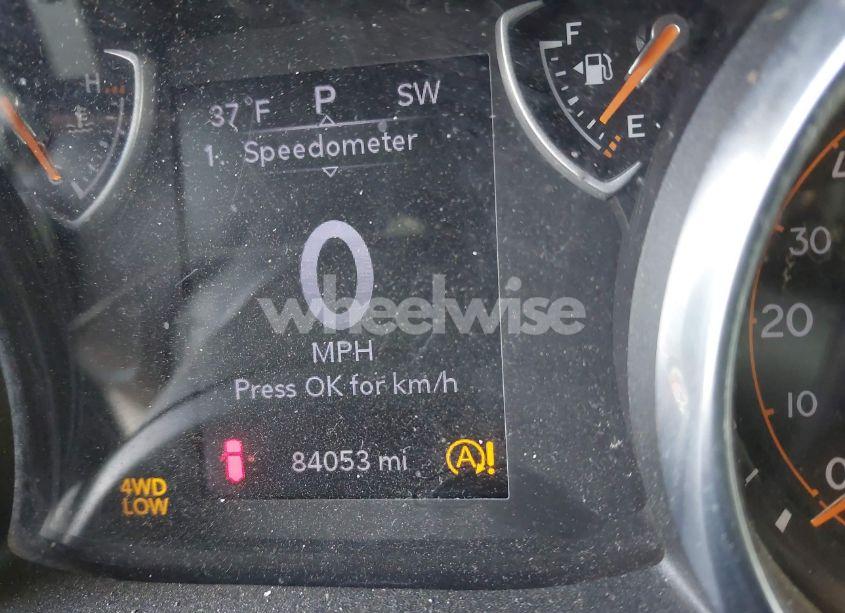 H
F
E
37°F P SW
1. Speedometer
0
MPH
Press OK for km/h
84053 mi
A!
4WD
LOW
30
20
10
0
wheelwise